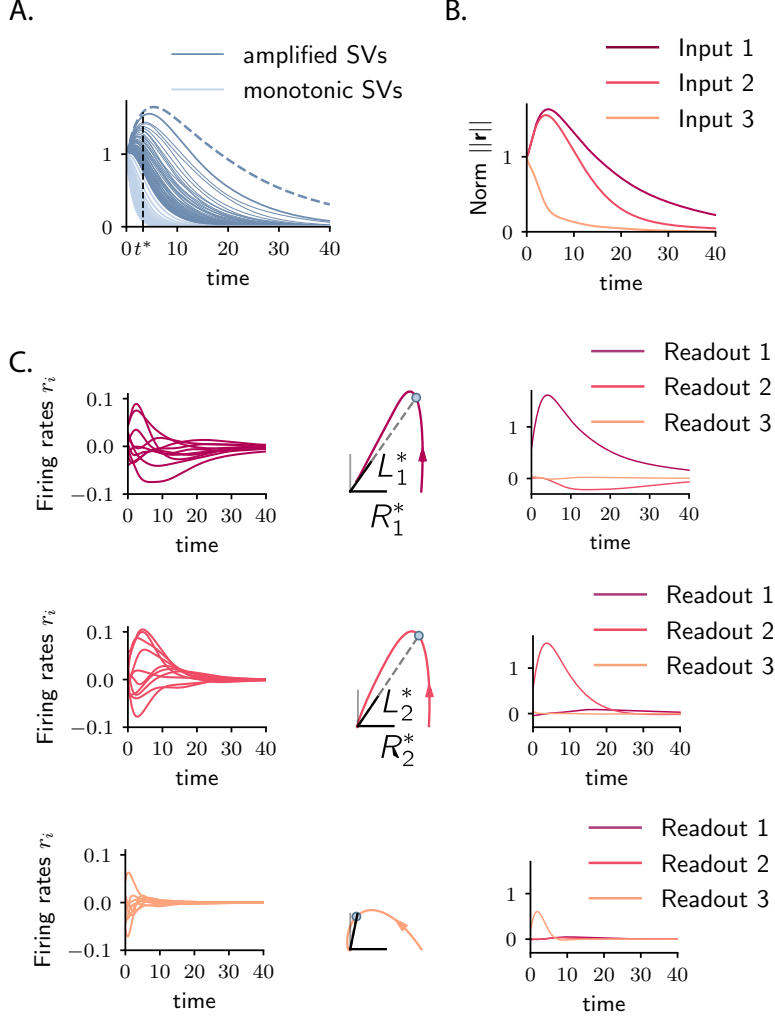 A.
amplified SVs
monotonic SVs
1
0
0 t* 10 20 30 40
time
B.
Input 1
Input 2
Input 3
Norm ||r||
1
0
0 10 20 30 40
time
C.
Firing rates r_i
0.1
0.0
−0.1
0 10 20 30 40
time
L*_1
R*_1
Readout 1
Readout 2
Readout 3
1
0
0 10 20 30 40
time
Firing rates r_i
0.1
0.0
−0.1
0 10 20 30 40
time
L*_2
R*_2
Readout 1
Readout 2
Readout 3
1
0
0 10 20 30 40
time
Firing rates r_i
0.1
0.0
−0.1
0 10 20 30 40
time
Readout 1
Readout 2
Readout 3
1
0
0 10 20 30 40
time